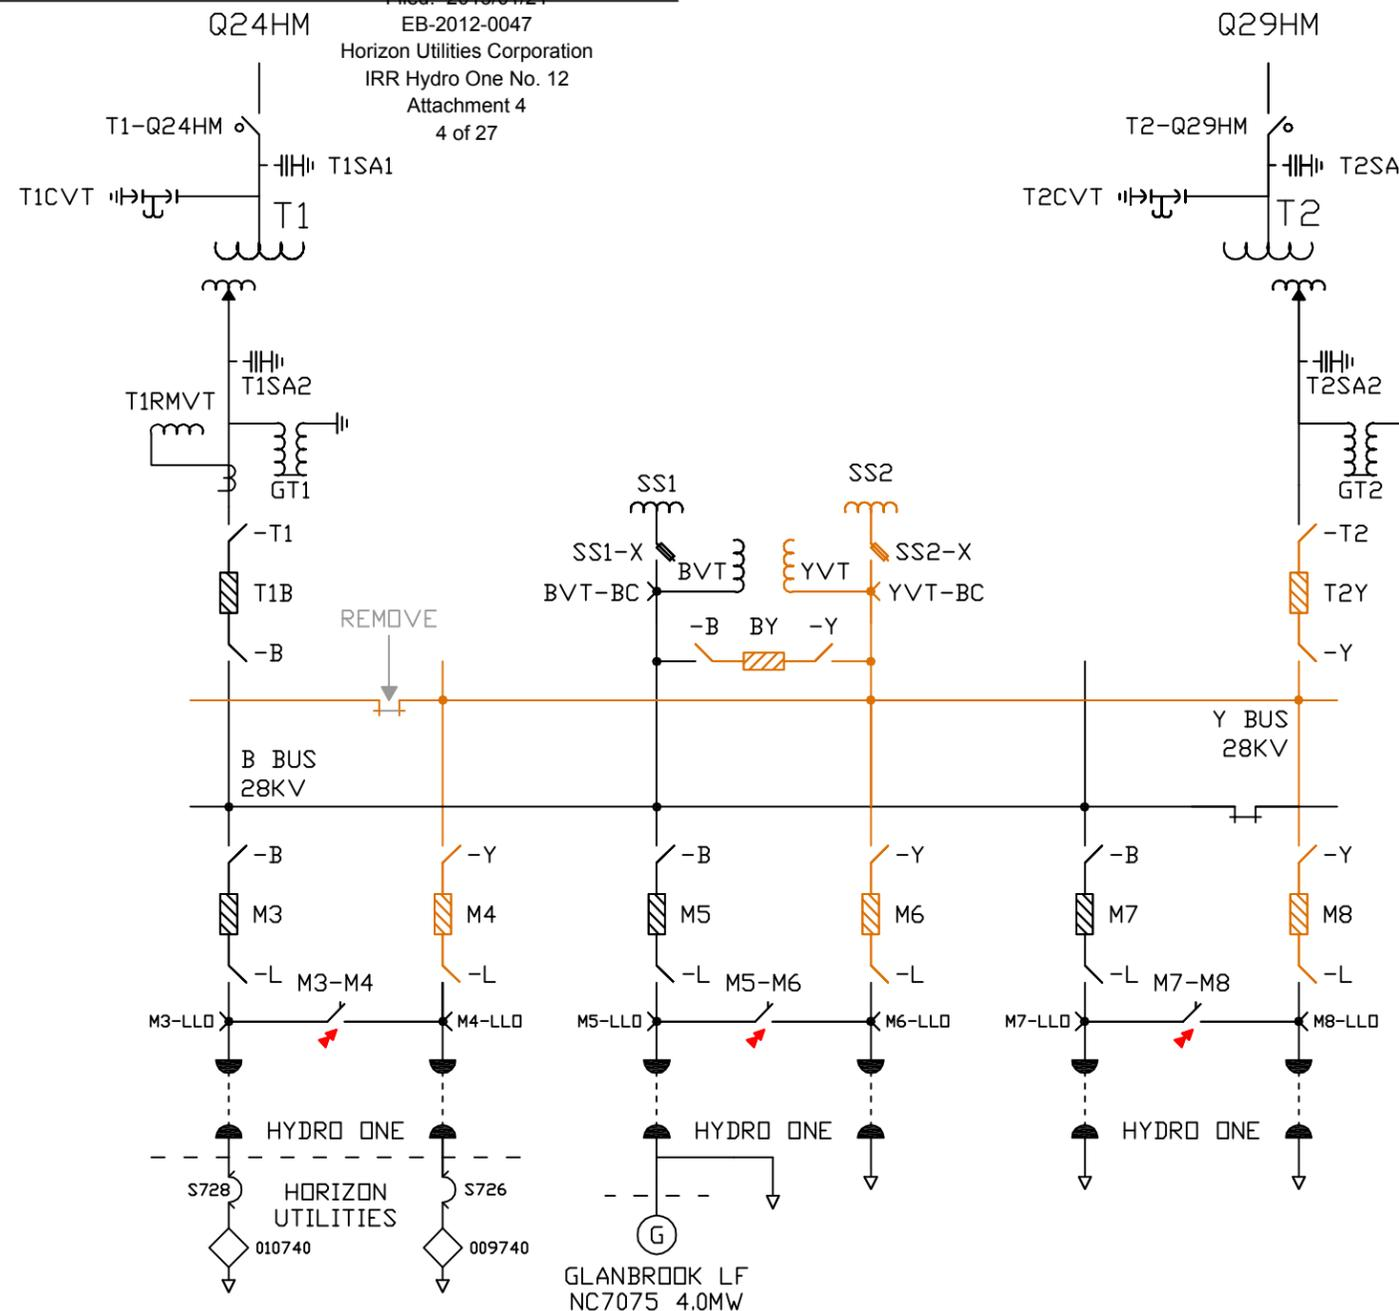 Q24HM
EB-2012-0047
Horizon Utilities Corporation
IRR Hydro One No. 12
Attachment 4
4 of 27
Q29HM
T1-Q24HM
T1SA1
T1CVT
T1
T2-Q29HM
T2SA
T2CVT
T2
T1SA2
T1RMVT
GT1
T2SA2
GT2
SS1
SS2
-T1
SS1-X
BVT
YVT
SS2-X
-T2
T1B
BVT-BC
YVT-BC
T2Y
REMOVE
-B
BY
-Y
-B
-Y
B BUS
28KV
Y BUS
28KV
-B
-Y
-B
-Y
-B
-Y
M3
M4
M5
M6
M7
M8
-L
M3-M4
-L
-L
M5-M6
-L
-L
M7-M8
-L
M3-LLO
M4-LLO
M5-LLO
M6-LLO
M7-LLO
M8-LLO
HYDRO ONE
HYDRO ONE
HYDRO ONE
S728
HORIZON
UTILITIES
S726
010740
009740
G
GLANBROOK LF
NC7075 4.0MW